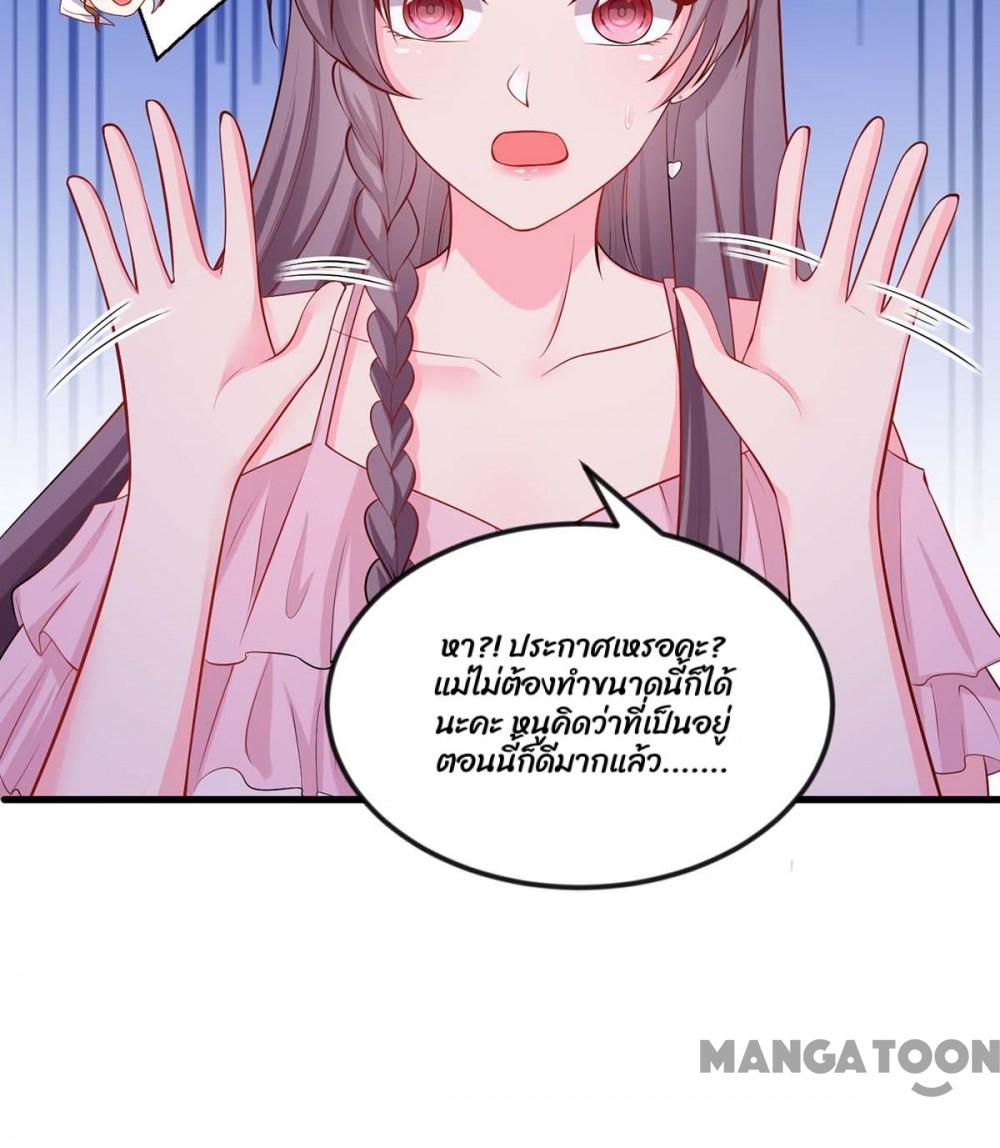 หา?! ประกาศเหรอคะ?
แม่ไม่ต้องทำขนาดนี้ก็ได้
นะคะ หนูคิดว่าที่เป็นอยู่
ตอนนี้ก็ดีมากแล้ว.......
MANGATOON